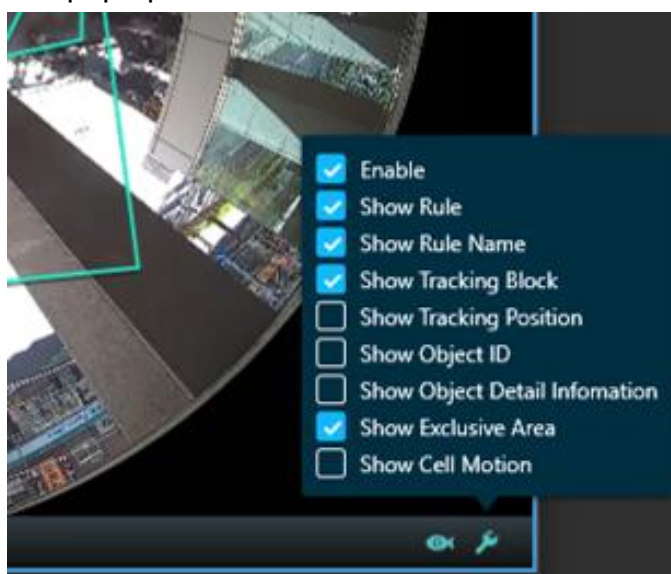 Enable
Show Rule
Show Rule Name
Show Tracking Block
Show Tracking Position
Show Object ID
Show Object Detail Infomation
Show Exclusive Area
Show Cell Motion